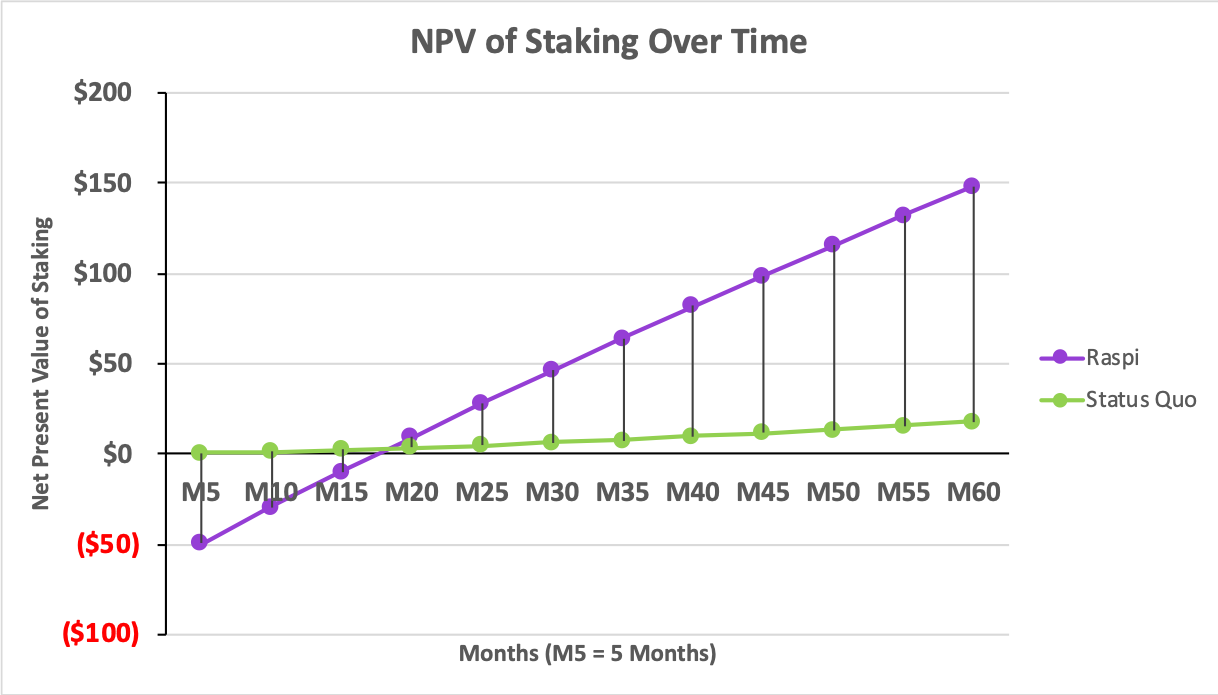 NPV of Staking Over Time
$200
$150
$100
$50
$0
($50)
($100)
Net Present Value of Staking
M5 M10 M15 M20 M25 M30 M35 M40 M45 M50 M55 M60
Months (M5 = 5 Months)
Raspi
Status Quo